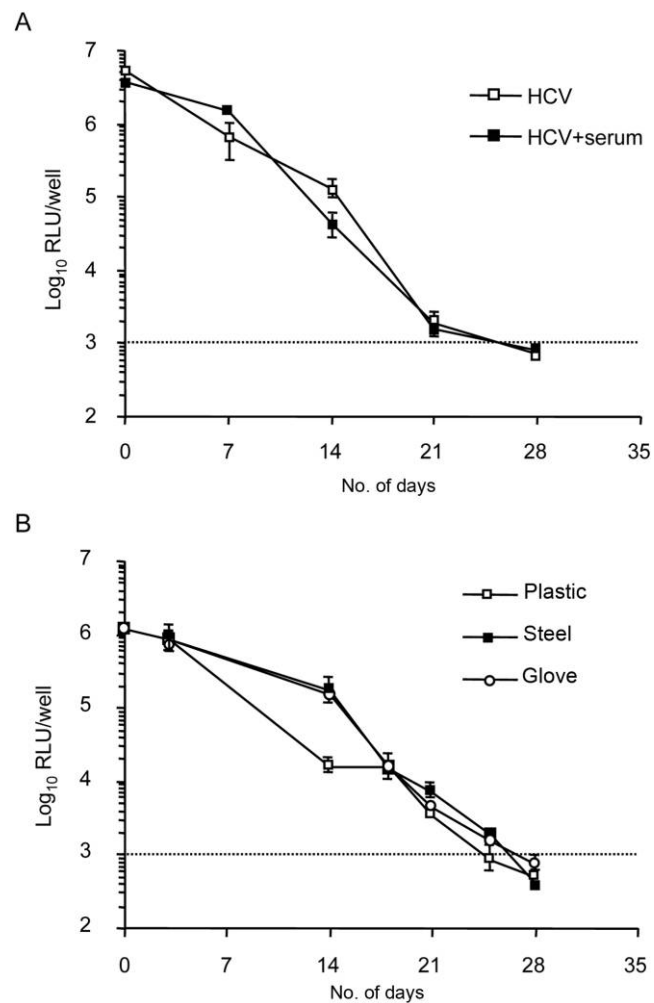 A
7
6
5
4
3
2
Log10 RLU/well
0 7 14 21 28 35
No. of days
HCV
HCV+serum
B
7
6
5
4
3
2
Log10 RLU/well
0 7 14 21 28 35
No. of days
Plastic
Steel
Glove